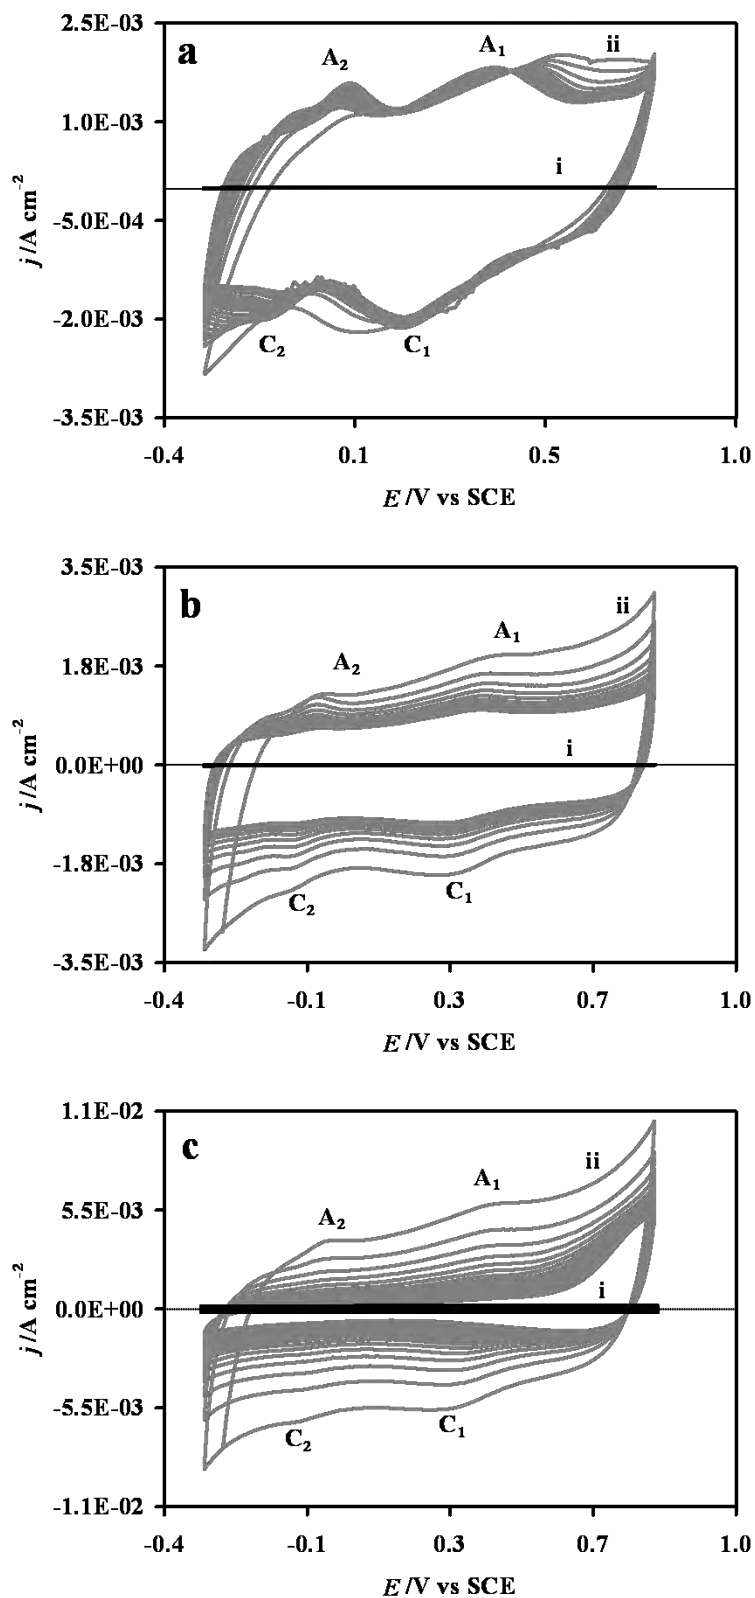 2.5E-03
a
A2
A1
ii
1.0E-03
i
j /A cm−2
-5.0E-04
-2.0E-03
C2
C1
-3.5E-03
-0.4
0.1
0.5
1.0
E /V vs SCE
3.5E-03
b
ii
A1
A2
1.8E-03
i
j /A cm−2
0.0E+00
-1.8E-03
C2
C1
-3.5E-03
-0.4
-0.1
0.3
0.7
1.0
E /V vs SCE
1.1E-02
c
ii
A1
A2
5.5E-03
i
j /A cm−2
0.0E+00
-5.5E-03
C2
C1
-1.1E-02
-0.4
-0.1
0.3
0.7
1.0
E /V vs SCE